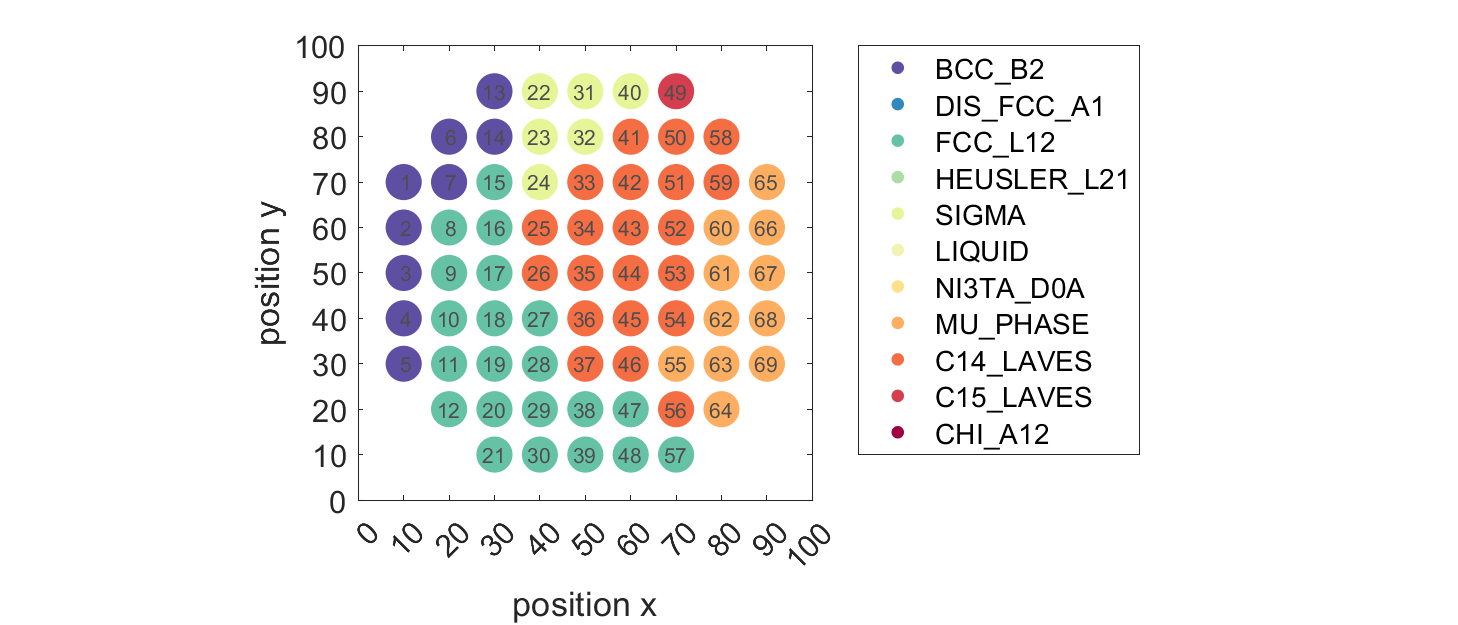 100
90
80
70
60
50
40
30
20
10
0
position y
13 22 31 40 49
6 14 23 32 41 50 58
1 7 15 24 33 42 51 59 65
2 8 16 25 34 43 52 60 66
3 9 17 26 35 44 53 61 67
4 10 18 27 36 45 54 62 68
5 11 19 28 37 46 55 63 69
12 20 29 38 47 56 64
21 30 39 48 57
0 10 20 30 40 50 60 70 80 90 100
position x
BCC_B2
DIS_FCC_A1
FCC_L12
HEUSLER_L21
SIGMA
LIQUID
NI3TA_D0A
MU_PHASE
C14_LAVES
C15_LAVES
CHI_A12